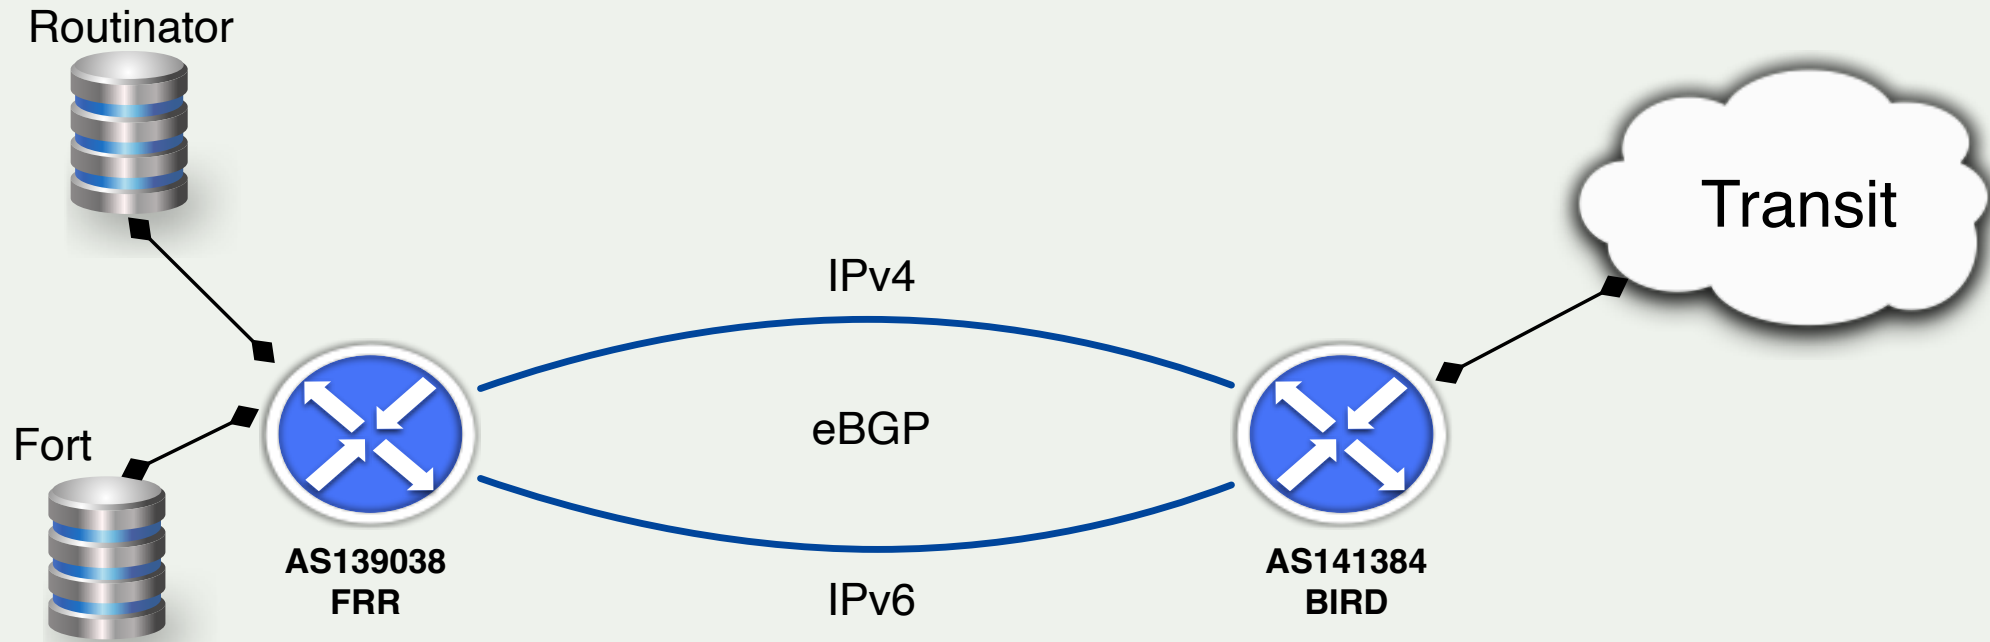 Routinator
Transit
IPv4
eBGP
Fort
AS139038
FRR
IPv6
AS141384
BIRD